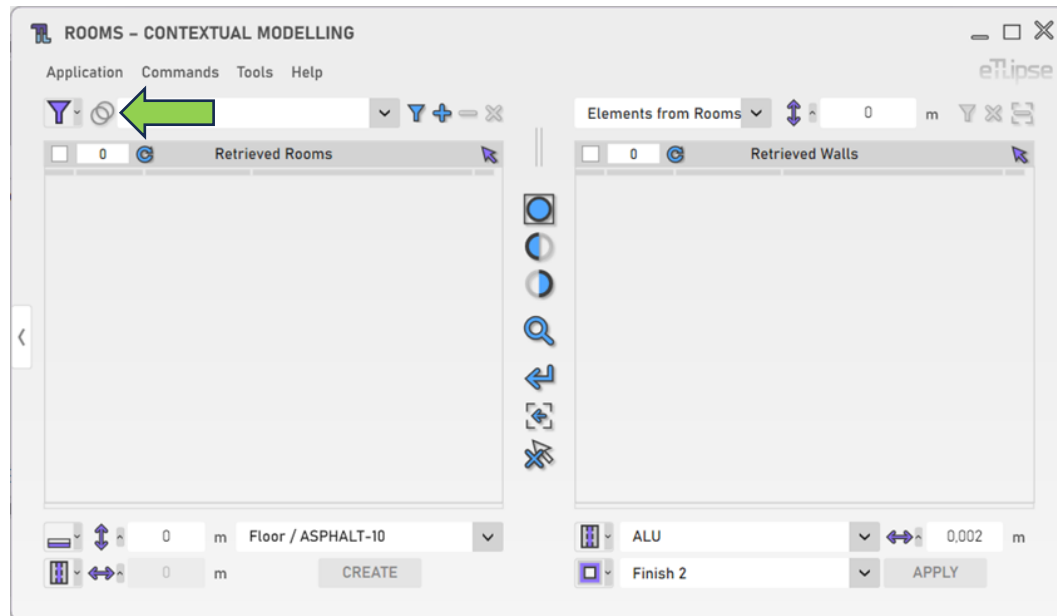 ROOMS – CONTEXTUAL MODELLING
Application Commands Tools Help
eTLipse
Elements from Rooms 0 m
0 Retrieved Rooms
0 Retrieved Walls
0 m Floor / ASPHALT-10
ALU 0,002 m
0 m CREATE
Finish 2 APPLY